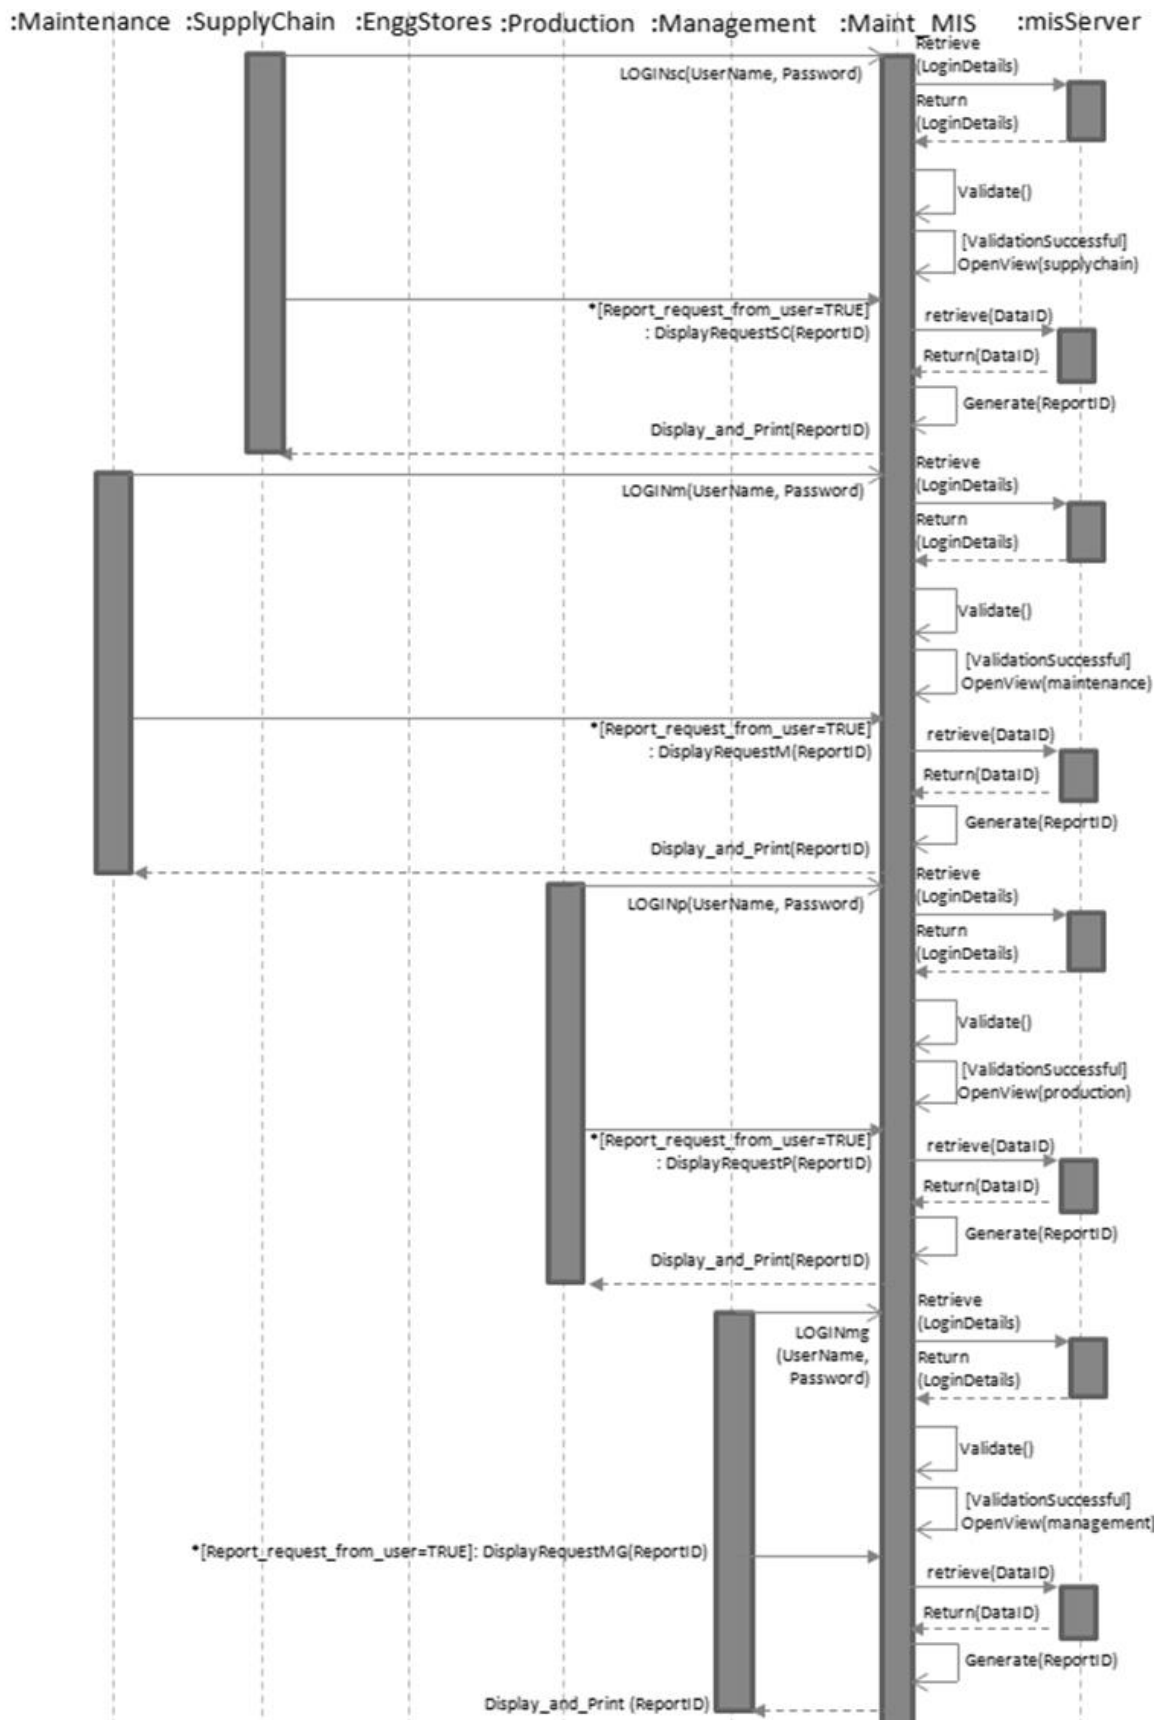 :Maintenance :SupplyChain :EnggStores :Production :Management :Maint_MIS :misServer
Retrieve
(LoginDetails)
LOGINsc(UserName, Password)
Return
(LoginDetails)
Validate()
[ValidationSuccessful]
OpenView(supplychain)
*[Report_request_from_user=TRUE]
: DisplayRequestSC(ReportID)
retrieve(DataID)
Return(DataID)
Generate(ReportID)
Display_and_Print(ReportID)
Retrieve
(LoginDetails)
LOGINm(UserName, Password)
Return
(LoginDetails)
Validate()
[ValidationSuccessful]
OpenView(maintenance)
*[Report_request_from_user=TRUE]
: DisplayRequestM(ReportID)
retrieve(DataID)
Return(DataID)
Generate(ReportID)
Display_and_Print(ReportID)
Retrieve
(LoginDetails)
LOGINp(UserName, Password)
Return
(LoginDetails)
Validate()
[ValidationSuccessful]
OpenView(production)
*[Report_request_from_user=TRUE]
: DisplayRequestP(ReportID)
retrieve(DataID)
Return(DataID)
Generate(ReportID)
Display_and_Print(ReportID)
Retrieve
(LoginDetails)
LOGINmg
(UserName,
Password)
Return
(LoginDetails)
Validate()
[ValidationSuccessful]
OpenView(management)
*[Report_request_from_user=TRUE]: DisplayRequestMG(ReportID)
retrieve(DataID)
Return(DataID)
Generate(ReportID)
Display_and_Print (ReportID)